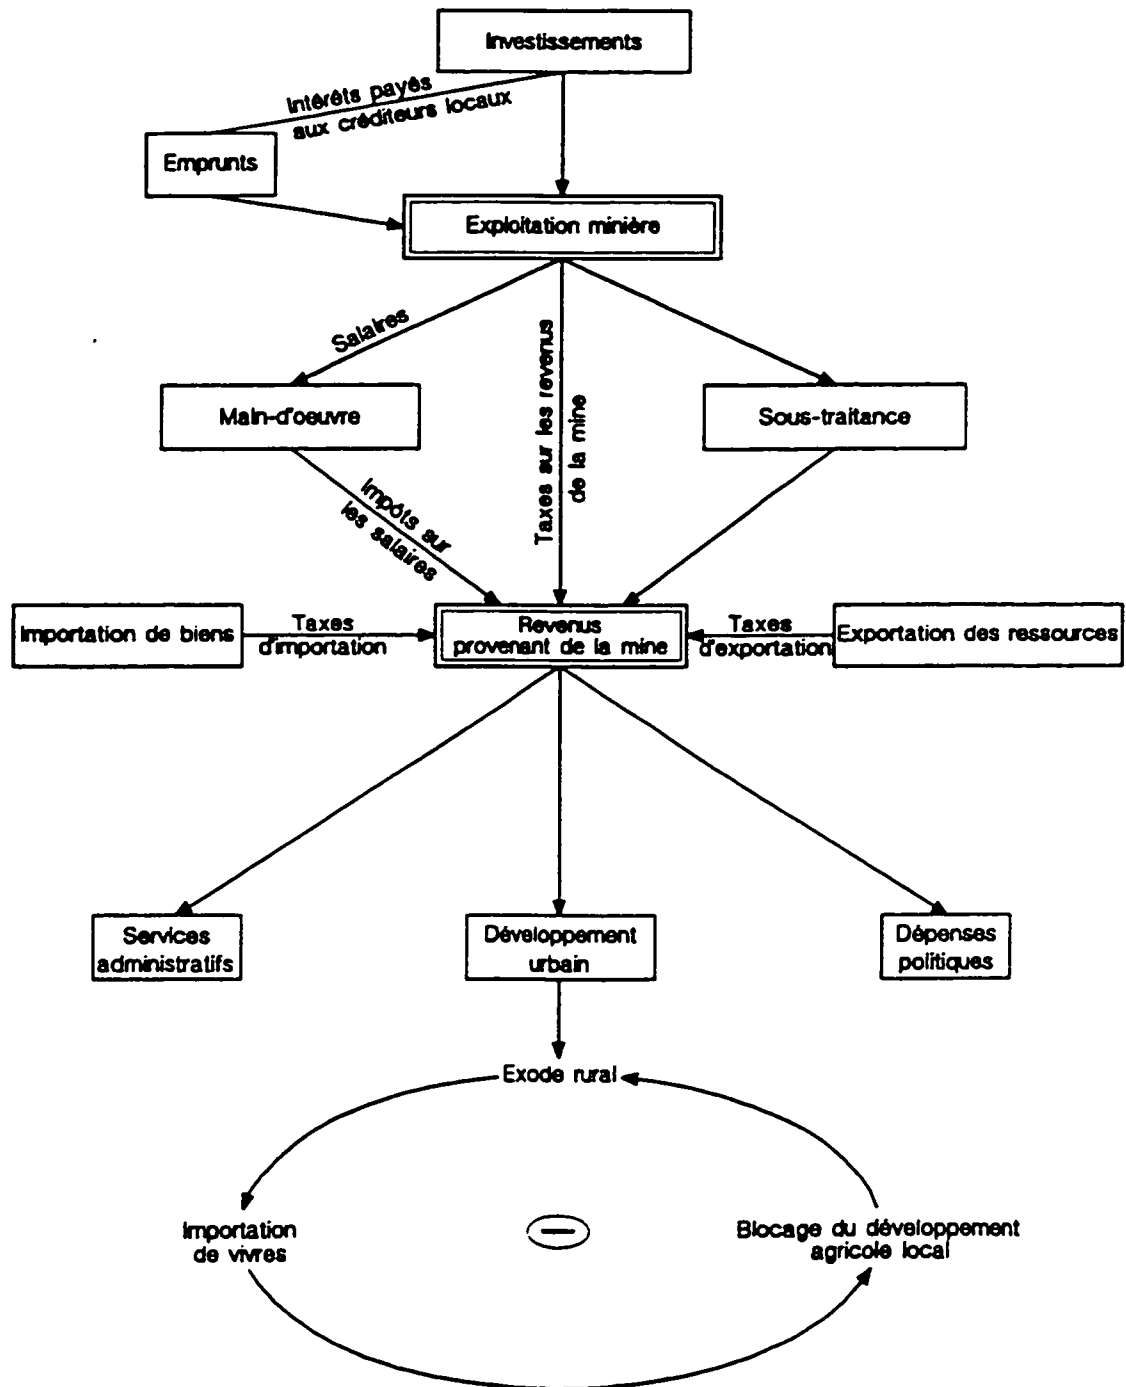 Investissements
Intérêts payés
aux créditeurs locaux
Emprunts
Exploitation minière
Salaires
Taxes sur les revenus
de la mine
Main-d'oeuvre
Sous-traitance
Impôts sur
les salaires
Importation de biens
Taxes
d'importation
Revenus
provenant de la mine
Taxes
d'exportation
Exportation des ressources
Services
administratifs
Développement
urbain
Dépenses
politiques
Exode rural
Importation
de vivres
Blocage du développement
agricole local